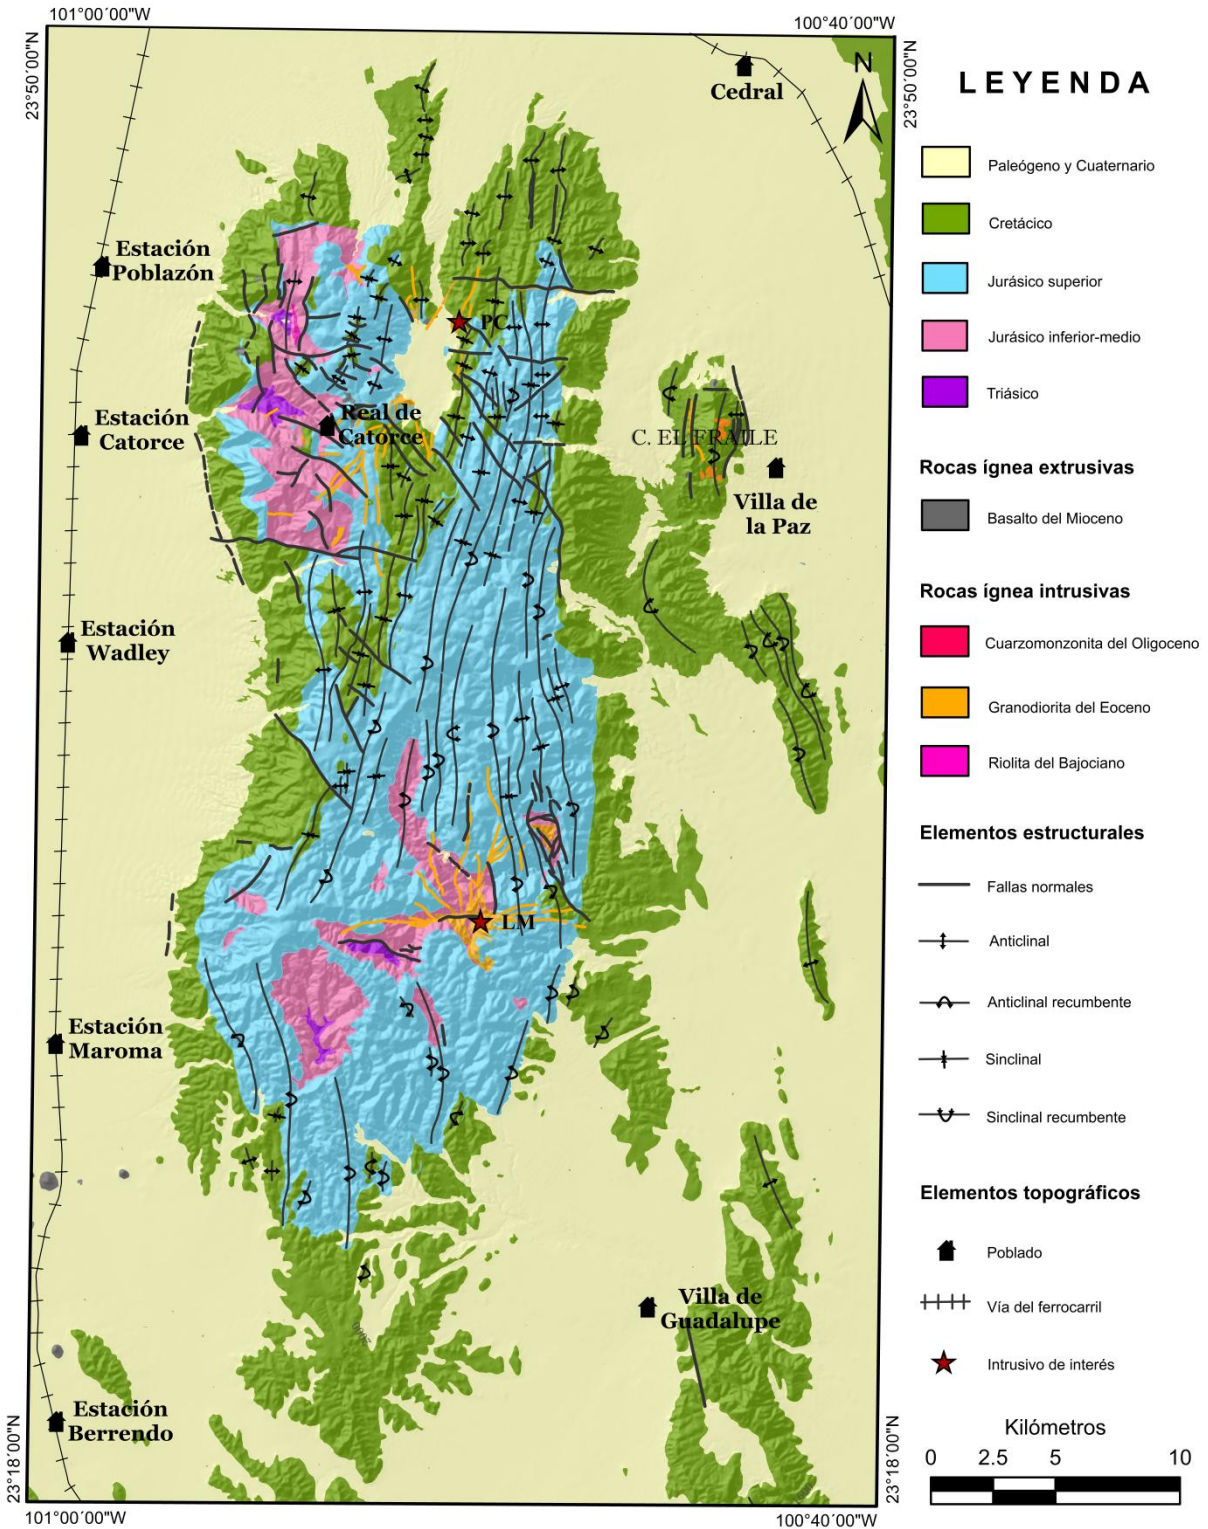 101°00´00"W
100°40´00"W
23°50´00"N
23°50´00"N
N
Cedral
Estación
Poblazón
PC
Estación
Catorce
Real de
Catorce
C. EL FRAILE
Villa de
la Paz
Estación
Wadley
LM
Estación
Maroma
Villa de
Guadalupe
Estación
Berrendo
23°18´00"N
23°18´00"N
101°00´00"W
100°40´00"W
LEYENDA
Paleógeno y Cuaternario
Cretácico
Jurásico superior
Jurásico inferior-medio
Triásico
Rocas ígnea extrusivas
Basalto del Mioceno
Rocas ígnea intrusivas
Cuarzomonzonita del Oligoceno
Granodiorita del Eoceno
Riolita del Bajociano
Elementos estructurales
Fallas normales
Anticlinal
Anticlinal recumbente
Sinclinal
Sinclinal recumbente
Elementos topográficos
Poblado
Vía del ferrocarril
Intrusivo de interés
Kilómetros
0 2.5 5 10